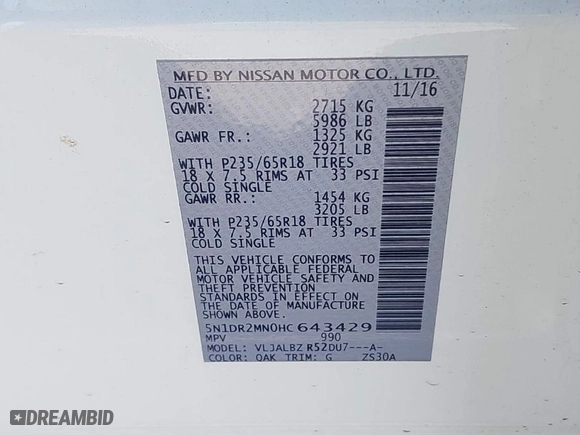 MFD BY NISSAN MOTOR CO., LTD.
DATE: 11/16
GVWR: 2715 KG
5986 LB
GAWR FR.: 1325 KG
2921 LB
WITH P235/65R18 TIRES
18 X 7.5 RIMS AT 33 PSI
COLD SINGLE
GAWR RR.: 1454 KG
3205 LB
WITH P235/65R18 TIRES
18 X 7.5 RIMS AT 33 PSI
COLD SINGLE
THIS VEHICLE CONFORMS TO
ALL APPLICABLE FEDERAL
MOTOR VEHICLE SAFETY AND
THEFT PREVENTION
STANDARDS IN EFFECT ON
THE DATE OF MANUFACTURE
SHOWN ABOVE.
5N1DR2MN0HC643429
MPV 990
MODEL: VLJALBZ R52DU7---A-
COLOR: QAK TRIM: G ZS30A
DREAMBID